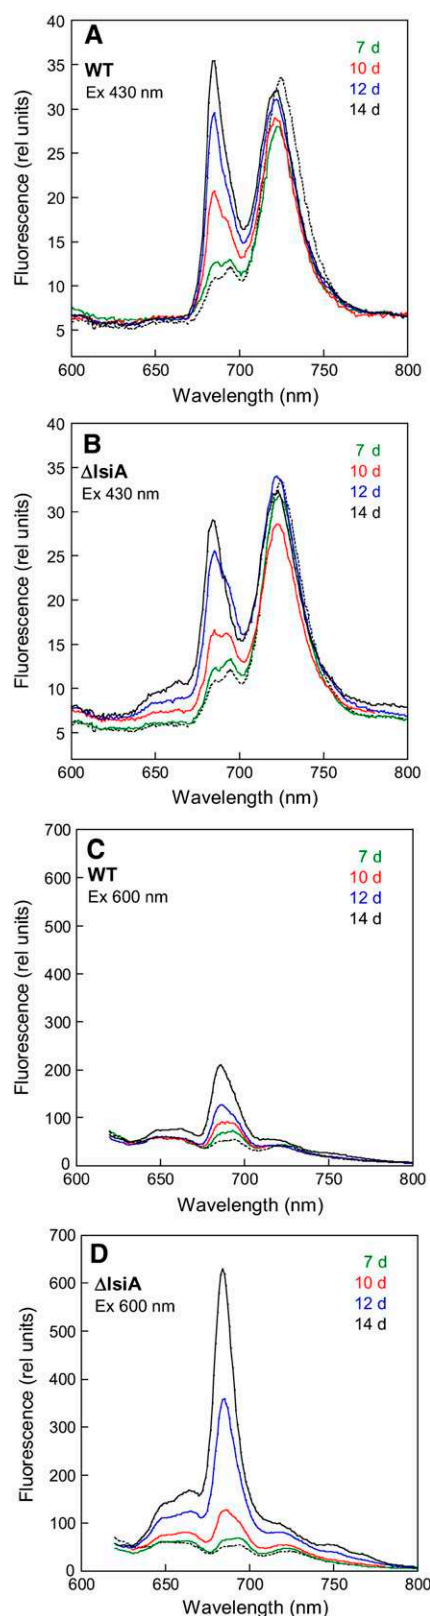 A
WT
Ex 430 nm
7 d
10 d
12 d
14 d
40
35
30
25
20
15
10
5
Fluorescence (rel units)
600 650 700 750 800
Wavelength (nm)
B
ΔIsiA
Ex 430 nm
7 d
10 d
12 d
14 d
40
35
30
25
20
15
10
5
Fluorescence (rel units)
600 650 700 750 800
Wavelength (nm)
C
WT
Ex 600 nm
7 d
10 d
12 d
14 d
700
600
500
400
300
200
100
0
Fluorescence (rel units)
600 650 700 750 800
Wavelength (nm)
D
ΔIsiA
Ex 600 nm
7 d
10 d
12 d
14 d
700
600
500
400
300
200
100
0
Fluorescence (rel units)
600 650 700 750 800
Wavelength (nm)